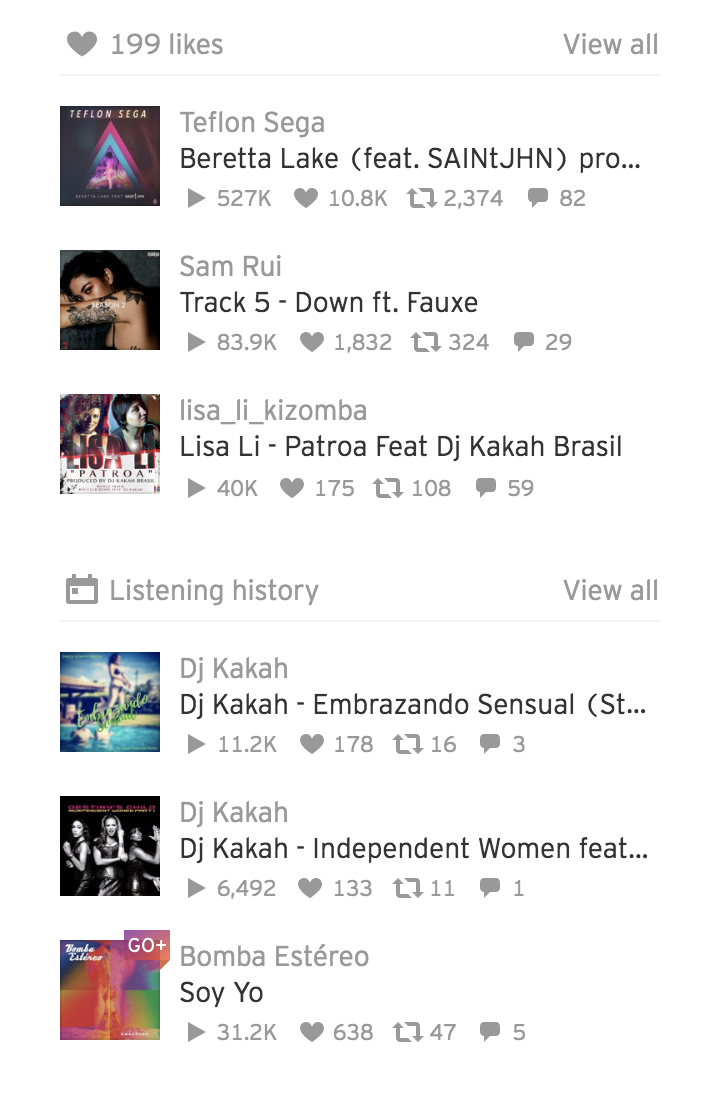 199 likes View all
TEFLON SEGA
Teflon Sega
Beretta Lake (feat. SAINtJHN) pro...
527K 10.8K 2,374 82
Sam Rui
SEASON 2
Track 5 - Down ft. Fauxe
83.9K 1,832 324 29
lisa_li_kizomba
Lisa Li - Patroa Feat Dj Kakah Brasil
LISA LI
"PATROA"
PRODUCED BY DJ KAKAH BRASIL
40K 175 108 59
Listening history View all
Dj Kakah
Dj Kakah - Embrazando Sensual (St...
11.2K 178 16 3
DESTINY'S CHILD
INDEPENDENT WOMEN PART I
Dj Kakah
Dj Kakah - Independent Women feat...
6,492 133 11 1
GO+
Bomba
Estéreo
Bomba Estéreo
Soy Yo
31.2K 638 47 5